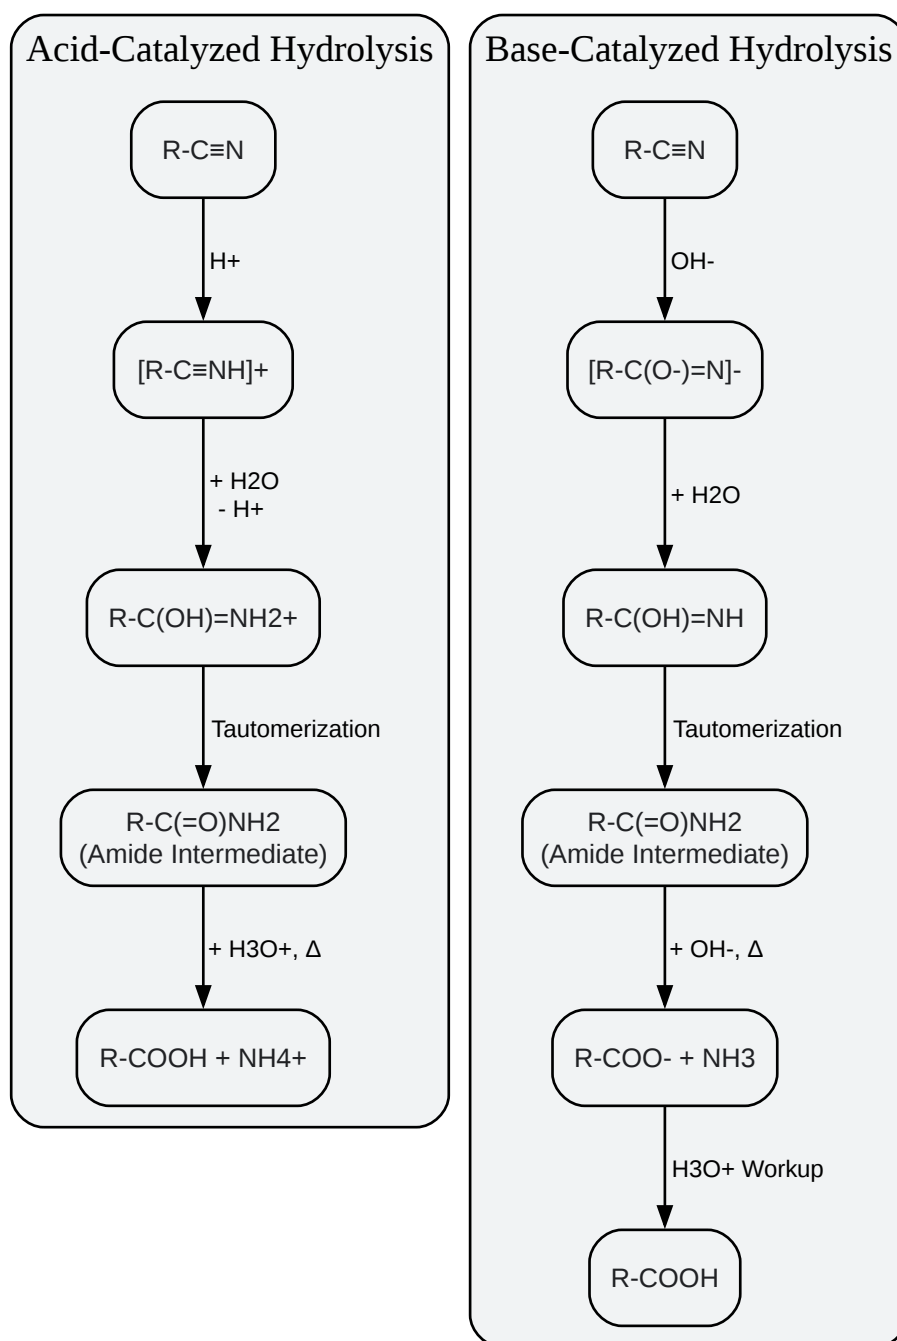 Acid-Catalyzed Hydrolysis
R-C≡N
H+
[R-C≡NH]+
+ H2O
- H+
R-C(OH)=NH2+
Tautomerization
R-C(=O)NH2
(Amide Intermediate)
+ H3O+, Δ
R-COOH + NH4+
Base-Catalyzed Hydrolysis
R-C≡N
OH-
[R-C(O-)=N]-
+ H2O
R-C(OH)=NH
Tautomerization
R-C(=O)NH2
(Amide Intermediate)
+ OH-, Δ
R-COO- + NH3
H3O+ Workup
R-COOH